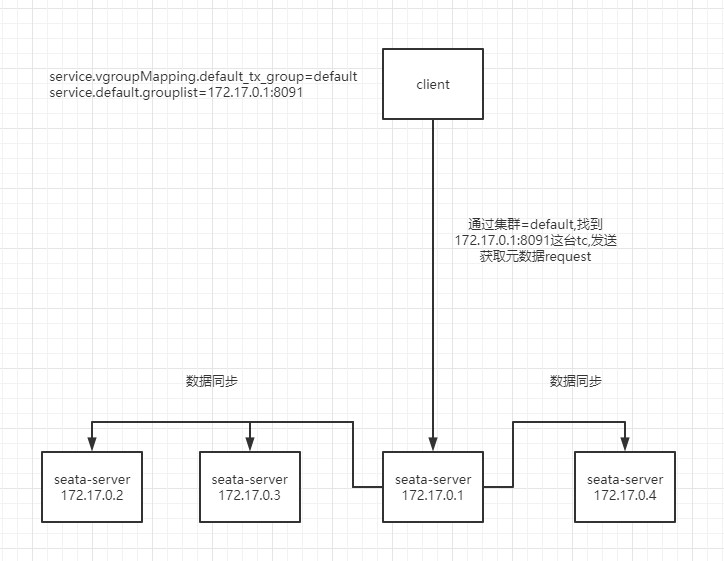 service.vgroupMapping.default_tx_group=default
service.default.grouplist=172.17.0.1:8091
client
通过集群=default,找到
172.17.0.1:8091这台tc,发送
获取元数据request
数据同步
数据同步
seata-server
172.17.0.2
seata-server
172.17.0.3
seata-server
172.17.0.1
seata-server
172.17.0.4